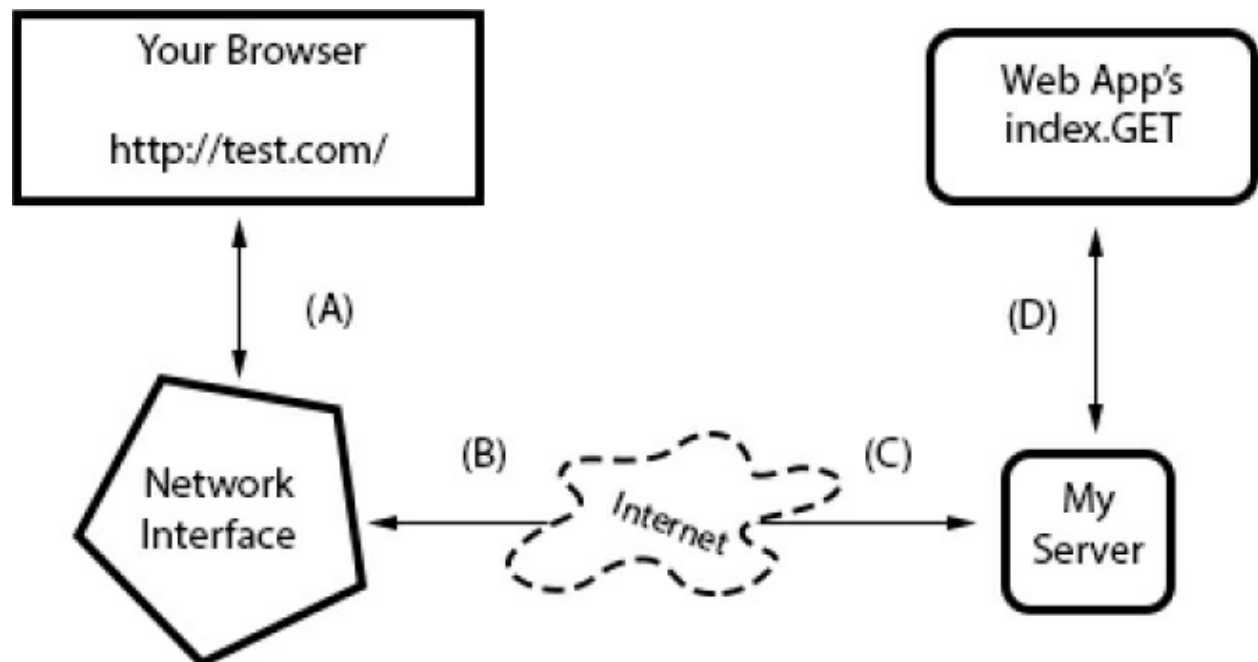 Your Browser
http://test.com/
Web App's
index.GET
(A)
(D)
Network
Interface
(B)
Internet
(C)
My
Server